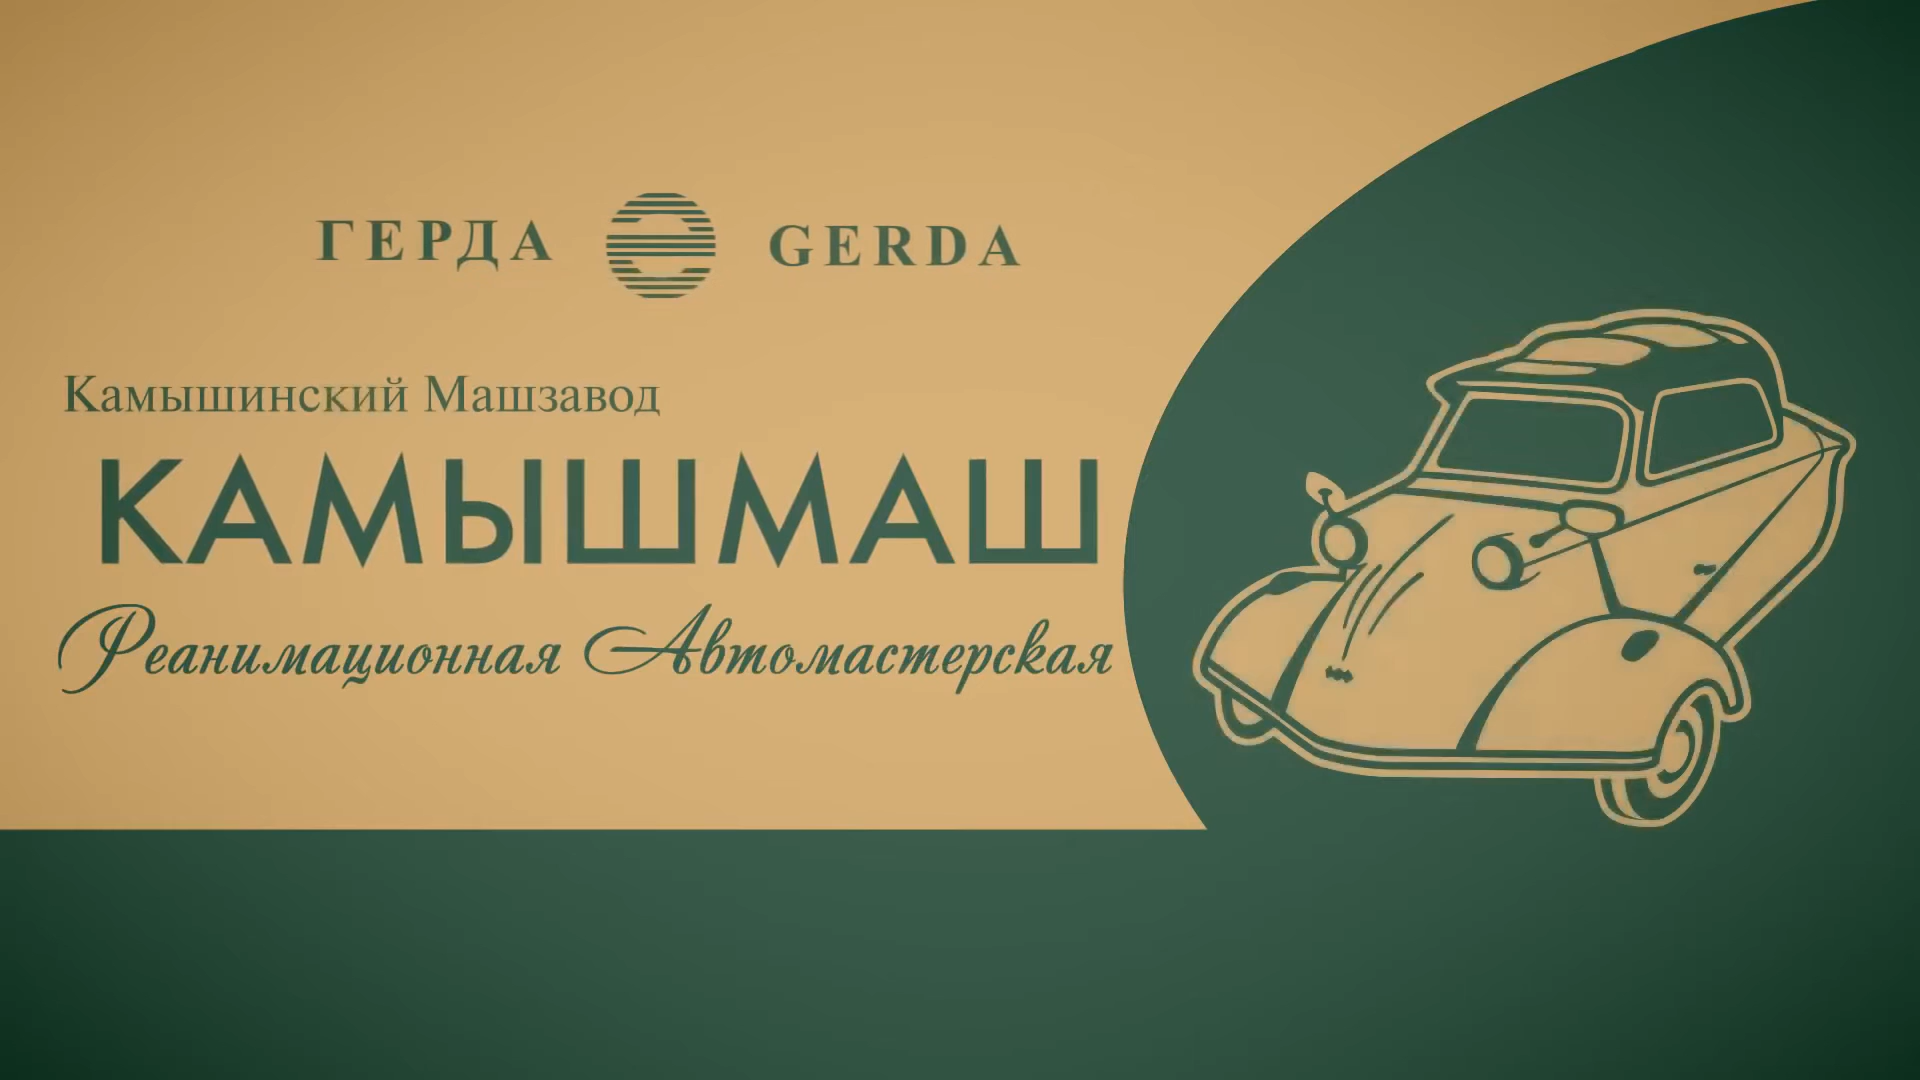 ГЕРДА GERDA
Камышинский Машзавод
КАМЫШМАШ
Реанимационная Автомастерская